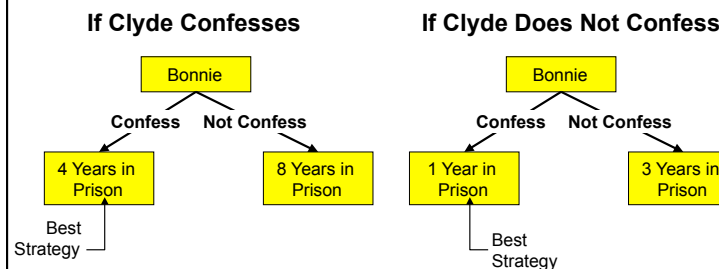 If Clyde Confesses
Bonnie
Confess Not Confess
4 Years in
Prison
8 Years in
Prison
Best
Strategy
If Clyde Does Not Confess
Bonnie
Confess Not Confess
1 Year in
Prison
3 Years in
Prison
Best
Strategy